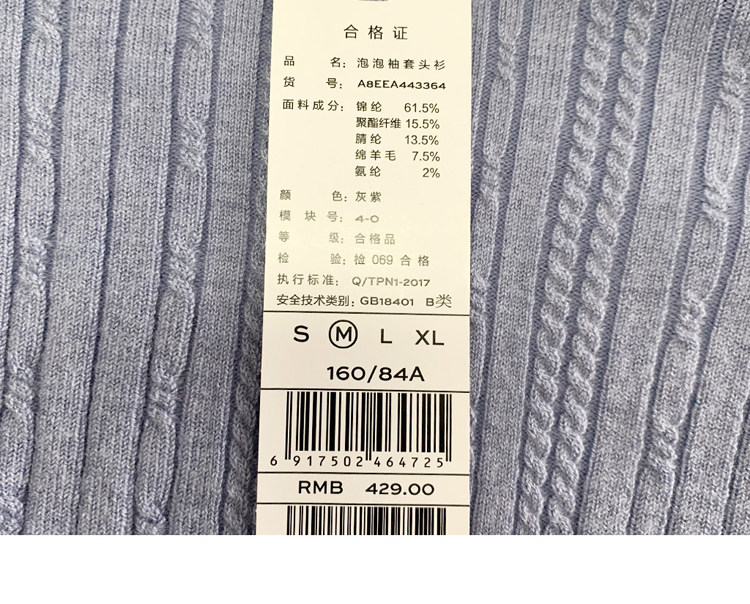 合格证
品 名：泡泡袖套头衫
货 号：A8EEA443364
面料成分：锦纶 61.5%
聚酯纤维 15.5%
腈纶 13.5%
绵羊毛 7.5%
氨纶 2%
颜 色：灰紫
模 块 号：4-0
等 级：合格品
检 验：检 069 合格
执行标准：Q/TPN1-2017
安全技术类别：GB18401 B类
S M L XL
160/84A
6 917502 464725
RMB 429.00